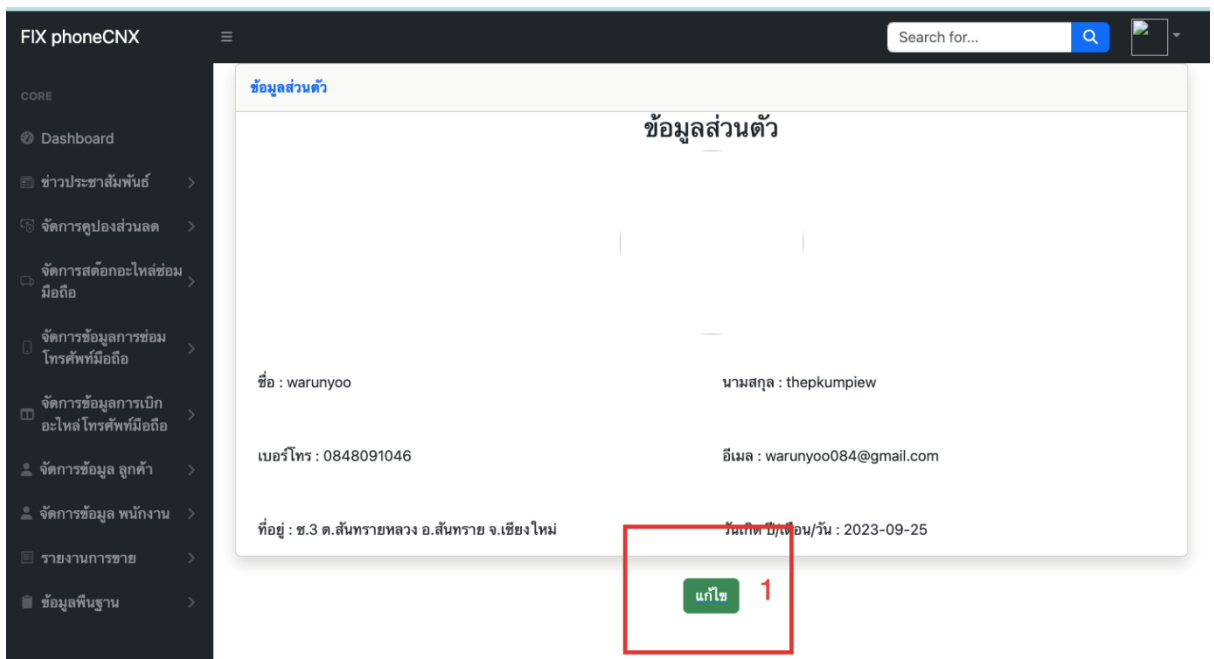 FIX phoneCNX
Search for...
CORE
Dashboard
ข่าวประชาสัมพันธ์
จัดการคูปองส่วนลด
จัดการสต๊อกอะไหล่ซ่อม
มือถือ
จัดการข้อมูลการซ่อม
โทรศัพท์มือถือ
จัดการข้อมูลการเบิก
อะไหล่โทรศัพท์มือถือ
จัดการข้อมูล ลูกค้า
จัดการข้อมูล พนักงาน
รายงานการขาย
ข้อมูลพื้นฐาน
ข้อมูลส่วนตัว
ข้อมูลส่วนตัว
ชื่อ : warunyoo
นามสกุล : thepkumpiew
เบอร์โทร : 0848091046
อีเมล : warunyoo084@gmail.com
ที่อยู่ : ซ.3 ต.สันทรายหลวง อ.สันทราย จ.เชียงใหม่
วันเกิด ปี/เดือน/วัน : 2023-09-25
แก้ไข 1